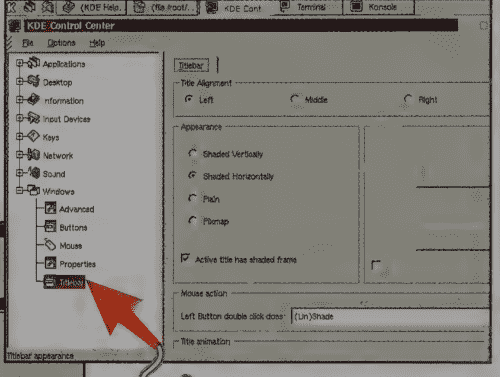 (KDE Help. (file:/root/.. KDE Cont Terminal Konsole
KDE Control Center
File Options Help
Applications
Desktop
Information
Input Devices
Keys
Network
Sound
Windows
Advanced
Buttons
Mouse
Properties
Titlebar
Titlebar
Title Alignment
Left Middle Right
Appearance
Shaded Vertically
Shaded Horizontally
Plain
Pixmap
Active title has shaded frame
Mouse action
Left Button double click does: (Un)Shade
Title animation
Titlebar appearance